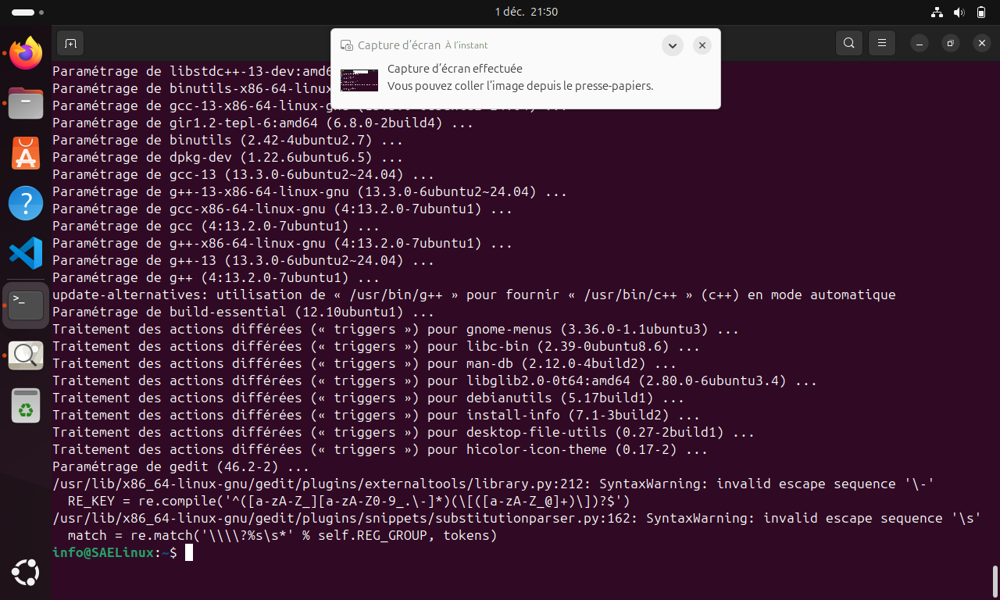 1 déc. 21:50
Capture d'écran À l'instant
Capture d'écran effectuée
Vous pouvez coller l'image depuis le presse-papiers.
Paramétrage de libstdc++-13-dev:amd6
Paramétrage de binutils-x86-64-linux
Paramétrage de gcc-13-x86-64-linux-gnu
Paramétrage de gir1.2-tepl-6:amd64 (6.8.0-2build4) ...
Paramétrage de binutils (2.42-4ubuntu2.7) ...
Paramétrage de dpkg-dev (1.22.6ubuntu6.5) ...
Paramétrage de gcc-13 (13.3.0-6ubuntu2~24.04) ...
Paramétrage de g++-13-x86-64-linux-gnu (13.3.0-6ubuntu2~24.04) ...
Paramétrage de gcc-x86-64-linux-gnu (4:13.2.0-7ubuntu1) ...
Paramétrage de gcc (4:13.2.0-7ubuntu1) ...
Paramétrage de g++-x86-64-linux-gnu (4:13.2.0-7ubuntu1) ...
Paramétrage de g++-13 (13.3.0-6ubuntu2~24.04) ...
Paramétrage de g++ (4:13.2.0-7ubuntu1) ...
update-alternatives: utilisation de « /usr/bin/g++ » pour fournir « /usr/bin/c++ » (c++) en mode automatique
Paramétrage de build-essential (12.10ubuntu1) ...
Traitement des actions différées (« triggers ») pour gnome-menus (3.36.0-1.1ubuntu3) ...
Traitement des actions différées (« triggers ») pour libc-bin (2.39-0ubuntu8.6) ...
Traitement des actions différées (« triggers ») pour man-db (2.12.0-4build2) ...
Traitement des actions différées (« triggers ») pour libglib2.0-0t64:amd64 (2.80.0-6ubuntu3.4) ...
Traitement des actions différées (« triggers ») pour debianutils (5.17build1) ...
Traitement des actions différées (« triggers ») pour install-info (7.1-3build2) ...
Traitement des actions différées (« triggers ») pour desktop-file-utils (0.27-2build1) ...
Traitement des actions différées (« triggers ») pour hicolor-icon-theme (0.17-2) ...
Paramétrage de gedit (46.2-2) ...
/usr/lib/x86_64-linux-gnu/gedit/plugins/externaltools/library.py:212: SyntaxWarning: invalid escape sequence '\-'
  RE_KEY = re.compile('^([a-zA-Z_][a-zA-Z0-9_.\-]*)(\[([a-zA-Z_@]+)\])?$')
/usr/lib/x86_64-linux-gnu/gedit/plugins/snippets/substitutionparser.py:162: SyntaxWarning: invalid escape sequence '\s'
  match = re.match('\\\\?%s\s*' % self.REG_GROUP, tokens)
info@SAELinux:~$